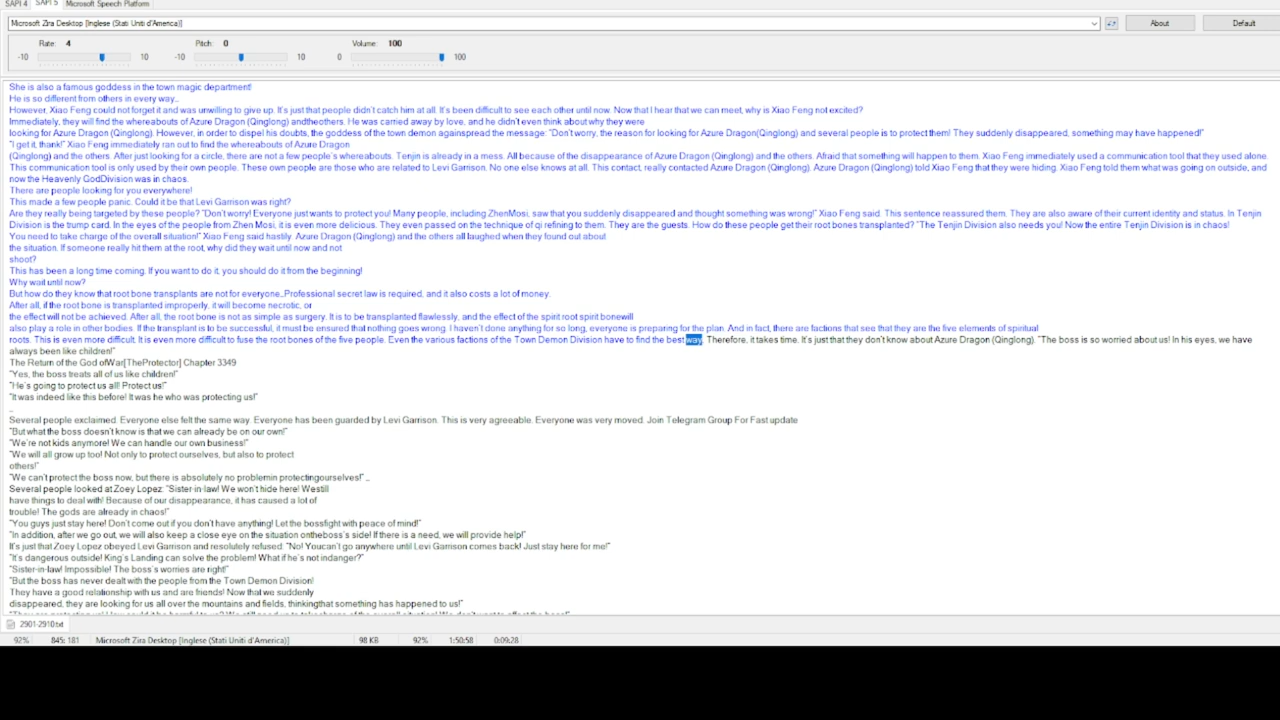 SAPI 4 SAPI 5 Microsoft Speech Platform
Microsoft Zira Desktop [Inglese (Stati Uniti d'America)] About Default
Rate: 4 Pitch: 0 Volume: 100
-10 10 -10 10 0 100
She is also a famous goddess in the town magic department!
He is so different from others in every way...
However, Xiao Feng could not forget it and was unwilling to give up. It's just that people didn't catch him at all. It's been difficult to see each other until now. Now that I hear that we can meet, why is Xiao Feng not excited?
Immediately, they will find the whereabouts of Azure Dragon (Qinglong) andtheothers. He was carried away by love, and he didn't even think about why they were
looking for Azure Dragon (Qinglong). However, in order to dispel his doubts, the goddess of the town demon againspread the message: "Don't worry, the reason for looking for Azure Dragon(Qinglong) and several people is to protect them! They suddenly disappeared, something may have happened!"
"I get it, thank!" Xiao Feng immediately ran out to find the whereabouts of Azure Dragon
(Qinglong) and the others. After just looking for a circle, there are not a few people's whereabouts. Tenjin is already in a mess. All because of the disappearance of Azure Dragon (Qinglong) and the others. Afraid that something will happen to them. Xiao Feng immediately used a communication tool that they used alone.
This communication tool is only used by their own people. These own people are those who are related to Levi Garrison. No one else knows at all. This contact, really contacted Azure Dragon (Qinglong). Azure Dragon (Qinglong) told Xiao Feng that they were hiding. Xiao Feng told them what was going on outside, and
now the Heavenly GodDivision was in chaos.
There are people looking for you everywhere!
This made a few people panic. Could it be that Levi Garrison was right?
Are they really being targeted by these people? "Don't worry! Everyone just wants to protect you! Many people, including ZhenMosi, saw that you suddenly disappeared and thought something was wrong!" Xiao Feng said. This sentence reassured them. They are also aware of their current identity and status. In Tenjin
Division is the trump card. In the eyes of the people from Zhen Mosi, it is even more delicious. They even passed on the technique of qi refining to them. They are the guests. How do these people get their root bones transplanted? "The Tenjin Division also needs you! Now the entire Tenjin Division is in chaos!
You need to take charge of the overall situation!" Xiao Feng said hastily. Azure Dragon (Qinglong) and the others all laughed when they found out about
the situation. If someone really hit them at the root, why did they wait until now and not
shoot?
This has been a long time coming. If you want to do it, you should do it from the beginning!
Why wait until now?
But how do they know that root bone transplants are not for everyone...Professional secret law is required, and it also costs a lot of money.
After all, if the root bone is transplanted improperly, it will become necrotic, or
the effect will not be achieved. After all, the root bone is not as simple as surgery. It is to be transplanted flawlessly, and the effect of the spirit root spirit bonewill
also play a role in other bodies. If the transplant is to be successful, it must be ensured that nothing goes wrong. I haven't done anything for so long, everyone is preparing for the plan. And in fact, there are factions that see that they are the five elements of spiritual
roots. This is even more difficult. It is even more difficult to fuse the root bones of the five people. Even the various factions of the Town Demon Division have to find the best way. Therefore, it takes time. It's just that they don't know about Azure Dragon (Qinglong). "The boss is so worried about us! In his eyes, we have
always been like children!"
The Return of the God ofWar[TheProtector] Chapter 3349
"Yes, the boss treats all of us like children!"
"He's going to protect us all! Protect us!"
"It was indeed like this before! It was he who was protecting us!"
...
Several people exclaimed. Everyone else felt the same way. Everyone has been guarded by Levi Garrison. This is very agreeable. Everyone was very moved. Join Telegram Group For Fast update
"But what the boss doesn't know is that we can already be on our own!"
"We're not kids anymore! We can handle our own business!"
"We will all grow up too! Not only to protect ourselves, but also to protect
others!"
"We can't protect the boss now, but there is absolutely no problemin protectingourselves!" ...
Several people looked at Zoey Lopez: "Sister-in-law! We won't hide here! Westill
have things to deal with! Because of our disappearance, it has caused a lot of
trouble! The gods are already in chaos!"
"You guys just stay here! Don't come out if you don't have anything! Let the bossfight with peace of mind!"
"In addition, after we go out, we will also keep a close eye on the situation ontheboss's side! If there is a need, we will provide help!"
It's just that Zoey Lopez obeyed Levi Garrison and resolutely refused: "No! Youcan't go anywhere until Levi Garrison comes back! Just stay here for me!"
"It's dangerous outside! King's Landing can solve the problem! What if he's not indanger?"
"Sister-in-law! Impossible! The boss's worries are right!"
"But the boss has never dealt with the people from the Town Demon Division!
They have a good relationship with us and are friends! Now that we suddenly
disappeared, they are looking for us all over the mountains and fields, thinkingthat something has happened to us!"
2901-2910.txt
92% 845: 181 Microsoft Zira Desktop [Inglese (Stati Uniti d'America)] 98 KB 92% 1:50:58 0:09:28